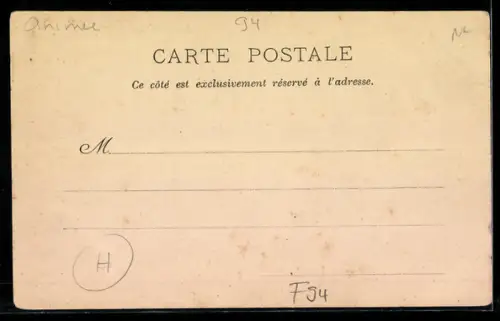 94
CARTE POSTALE
Ce côté est exclusivement réservé à l'adresse.
M
H
F94